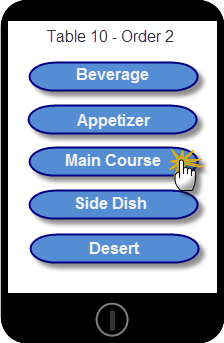 Table 10 - Order 2
Beverage
Appetizer
Main Course
Side Dish
Desert